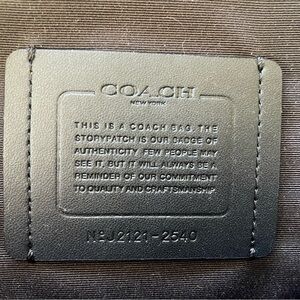 COACH
NEW YORK
THIS IS A COACH BAG. THE
STORYPATCH IS OUR BADGE OF
AUTHENTICITY. FEW PEOPLE MAY
SEE IT, BUT IT WILL ALWAYS BE A
REMINDER OF OUR COMMITMENT
TO QUALITY AND CRAFTSMANSHIP.
No J2121-2540